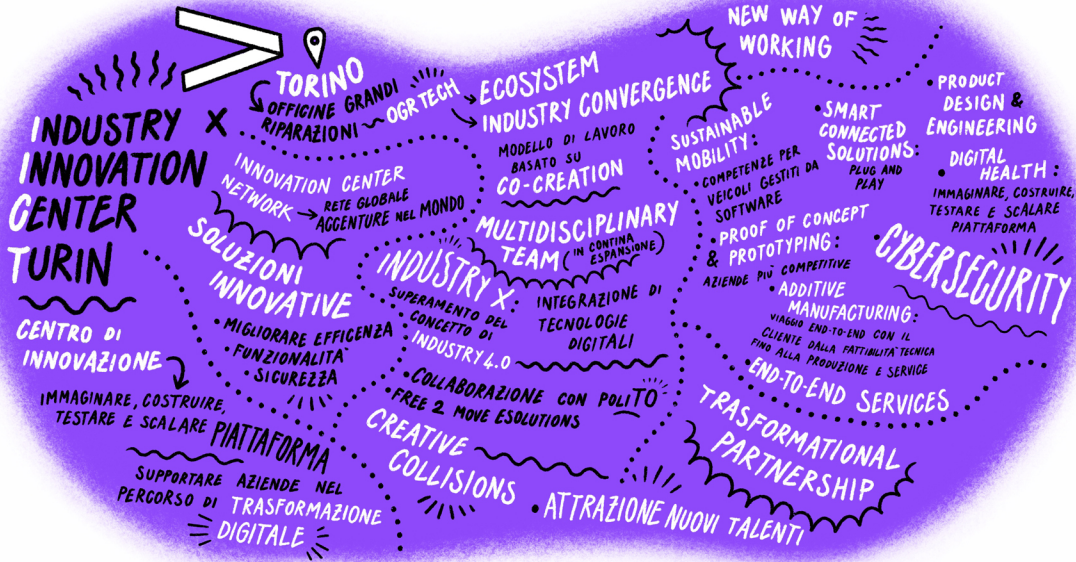 INDUSTRY X
INNOVATION
CENTER
TURIN
CENTRO DI
INNOVAZIONE
IMMAGINARE, COSTRUIRE,
TESTARE E SCALARE PIATTAFORMA
SUPPORTARE AZIENDE NEL
PERCORSO DI TRASFORMAZIONE
DIGITALE
TORINO
OFFICINE GRANDI
RIPARAZIONI
OGR TECH
ECOSYSTEM
INDUSTRY CONVERGENCE
INNOVATION CENTER
NETWORK
RETE GLOBALE
ACCENTURE NEL MONDO
SOLUZIONI
INNOVATIVE
• MIGLIORARE EFFICENZA
• FUNZIONALITA'
• SICUREZZA
MODELLO DI LAVORO
BASATO SU
CO-CREATION
MULTIDISCIPLINARY
TEAM (IN CONTINA
ESPANSIONE)
INDUSTRY X:
SUPERAMENTO DEL
CONCETTO DI
INDUSTRY 4.0
INTEGRAZIONE DI
TECNOLOGIE
DIGITALI
• COLLABORAZIONE CON POLITO
• FREE 2 MOVE ESOLUTIONS
CREATIVE
COLLISIONS
• ATTRAZIONE NUOVI TALENTI
NEW WAY OF
WORKING
SUSTAINABLE
MOBILITY:
• COMPETENZE PER
VEICOLI GESTITI DA
SOFTWARE
• SMART
CONNECTED
SOLUTIONS:
PLUG AND
PLAY
• PRODUCT
DESIGN &
ENGINEERING
• DIGITAL
HEALTH:
IMMAGINARE, COSTRUIRE,
TESTARE E SCALARE
PIATTAFORMA
• PROOF OF CONCEPT
& PROTOTYPING:
AZIENDE PIÙ COMPETITIVE
• CYBERSECURITY
• ADDITIVE
MANUFACTURING:
VIAGGIO END-TO-END CON IL
CLIENTE DALLA FATTIBILITA' TECNICA
FINO ALLA PRODUZIONE E SERVICE
• END-TO-END SERVICES
TRASFORMATIONAL
PARTNERSHIP